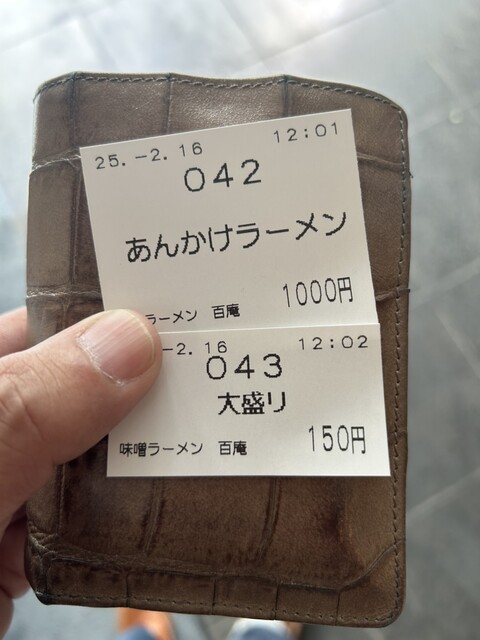 25.-2.16 12:01
042
あんかけラーメン
ラーメン 百庵 1000円
-2.16 12:02
043
大盛り
味噌ラーメン 百庵 150円